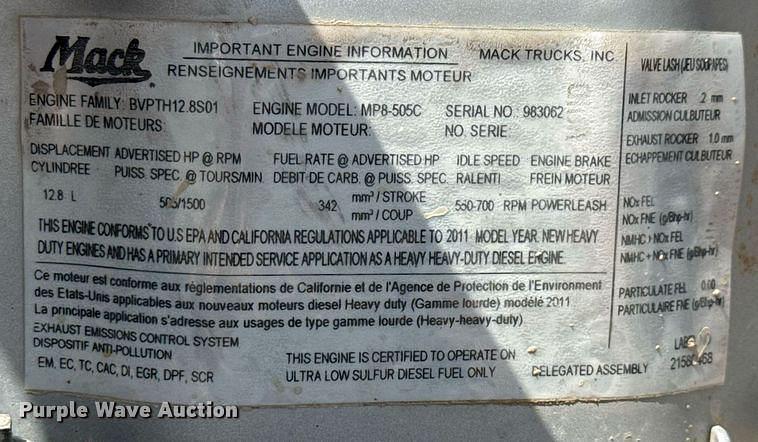 Mack
IMPORTANT ENGINE INFORMATION MACK TRUCKS, INC
RENSEIGNEMENTS IMPORTANTS MOTEUR
ENGINE FAMILY: BVPTH12.8S01 ENGINE MODEL: MP8-505C SERIAL NO. 983062
FAMILLE DE MOTEURS: MODELE MOTEUR: NO. SERIE:
DISPLACEMENT ADVERTISED HP @ RPM FUEL RATE @ ADVERTISED HP IDLE SPEED ENGINE BRAKE
CYLINDREE PUISS. SPEC. @ TOURS/MIN. DEBIT DE CARB. @ PUISS. SPEC. RALENTI FREIN MOTEUR
12.8 L 505/1500 342 mm³ / STROKE RPM POWERLEASH
mm³ / COUP
THIS ENGINE CONFORMS TO U.S EPA AND CALIFORNIA REGULATIONS APPLICABLE TO 2011 MODEL YEAR NEW HEAVY
DUTY ENGINES AND HAS A PRIMARY INTENDED SERVICE APPLICATION AS A HEAVY HEAVY-DUTY DIESEL ENGINE.
Ce moteur est conforme aux réglementations de Californie et de l'Agence de Protection de l'Environment
des Etats-Unis applicables aux nouveaux moteurs diesel Heavy duty (Gamme lourde) modélé 2011
La principale application s'adresse aux usages de type gamme lourde (Heavy-heavy-duty)
EXHAUST EMISSIONS CONTROL SYSTEM
DISPOSITIF ANTI-POLLUTION
EM, EC, TC, CAC, DI, EGR, DPF, SCR
THIS ENGINE IS CERTIFIED TO OPERATE ON
ULTRA LOW SULFUR DIESEL FUEL ONLY
DELEGATED ASSEMBLY
VALVE LASH (JEU SOUPAPES)
INLET ROCKER .2 mm
ADMISSION CULBUTEUR
EXHAUST ROCKER 1.0 mm
ECHAPPEMENT CULBUTEUR
NOx FEL
NOx FNE (g/Bhp-hr)
NMHC + NOx FEL
NMHC + NOx FNE (g/Bhp-hr)
PARTICULATE FEL
PARTICULAIRE FNE (g/Bhp-hr)
Purple Wave Auction